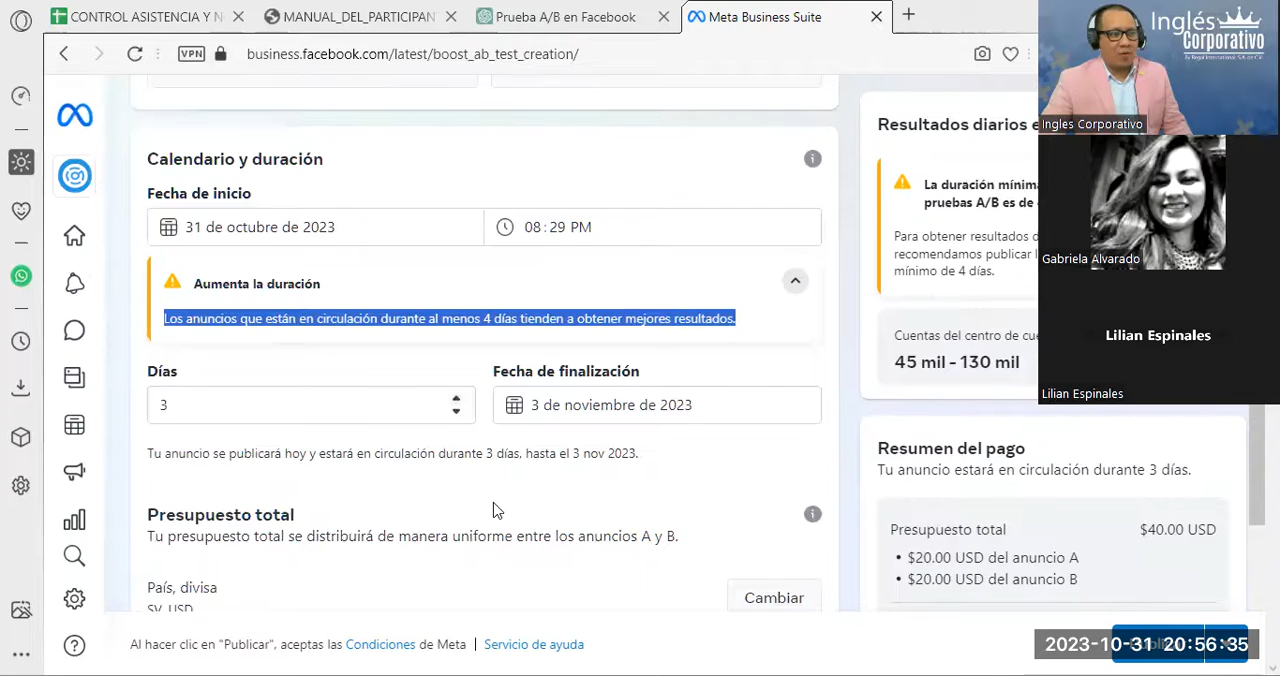 CONTROL ASISTENCIA Y N
MANUAL_DEL_PARTICIPAN
Prueba A/B en Facebook
Meta Business Suite
VPN
business.facebook.com/latest/boost_ab_test_creation/
Inglés
Corporativo
Ingles Corporativo
Gabriela Alvarado
Lilian Espinales
Lilian Espinales
Calendario y duración
Fecha de inicio
31 de octubre de 2023
08:29 PM
Aumenta la duración
Los anuncios que están en circulación durante al menos 4 días tienden a obtener mejores resultados.
Días
Fecha de finalización
3
3 de noviembre de 2023
Tu anuncio se publicará hoy y estará en circulación durante 3 días, hasta el 3 nov 2023.
Presupuesto total
Tu presupuesto total se distribuirá de manera uniforme entre los anuncios A y B.
País, divisa
SV, USD
Cambiar
Resultados diarios e
La duración mínima
pruebas A/B es de
Para obtener resultados d
recomendamos publicar
mínimo de 4 días.
Cuentas del centro de cue
45 mil - 130 mil
Resumen del pago
Tu anuncio estará en circulación durante 3 días.
Presupuesto total
$40.00 USD
• $20.00 USD del anuncio A
• $20.00 USD del anuncio B
Al hacer clic en "Publicar", aceptas las Condiciones de Meta | Servicio de ayuda
2023-10-31 20:56:35